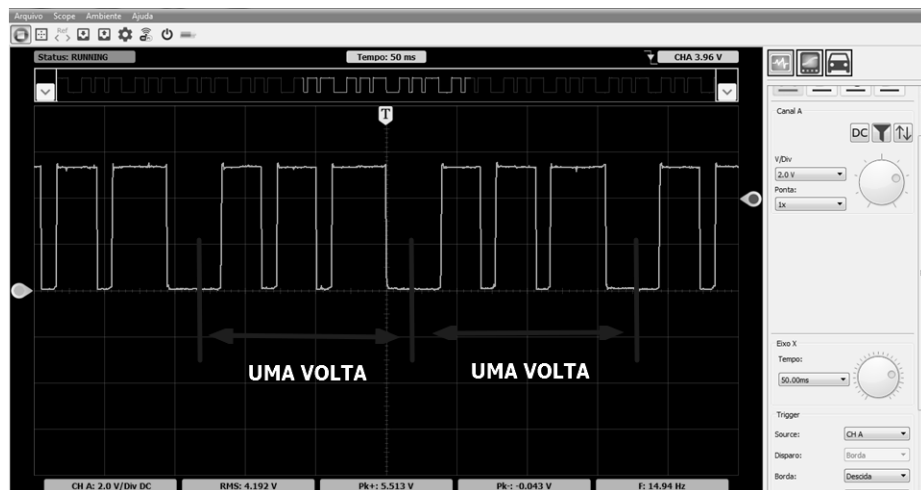 Arquivo Scope Ambiente Ajuda
Ref
Status: RUNNING Tempo: 50 ms CHA 3.96 V
T
UMA VOLTA UMA VOLTA
CH A: 2.0 V/Div DC RMS: 4.192 V Pk+: 5.513 V Pk-: -0.043 V F: 14.94 Hz
Canal A
DC
V/Div
2.0 V
Ponta:
1x
Eixo X
Tempo:
50.00ms
Trigger
Source: CH A
Disparo: Borda
Borda: Descida